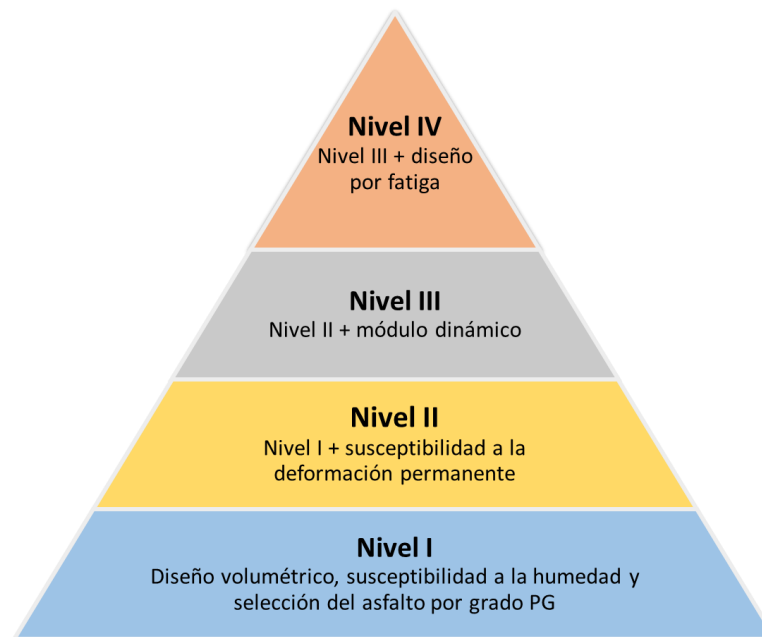 Nivel IV
Nivel III + diseño
por fatiga
Nivel III
Nivel II + módulo dinámico
Nivel II
Nivel I + susceptibilidad a la
deformación permanente
Nivel I
Diseño volumétrico, susceptibilidad a la humedad y
selección del asfalto por grado PG